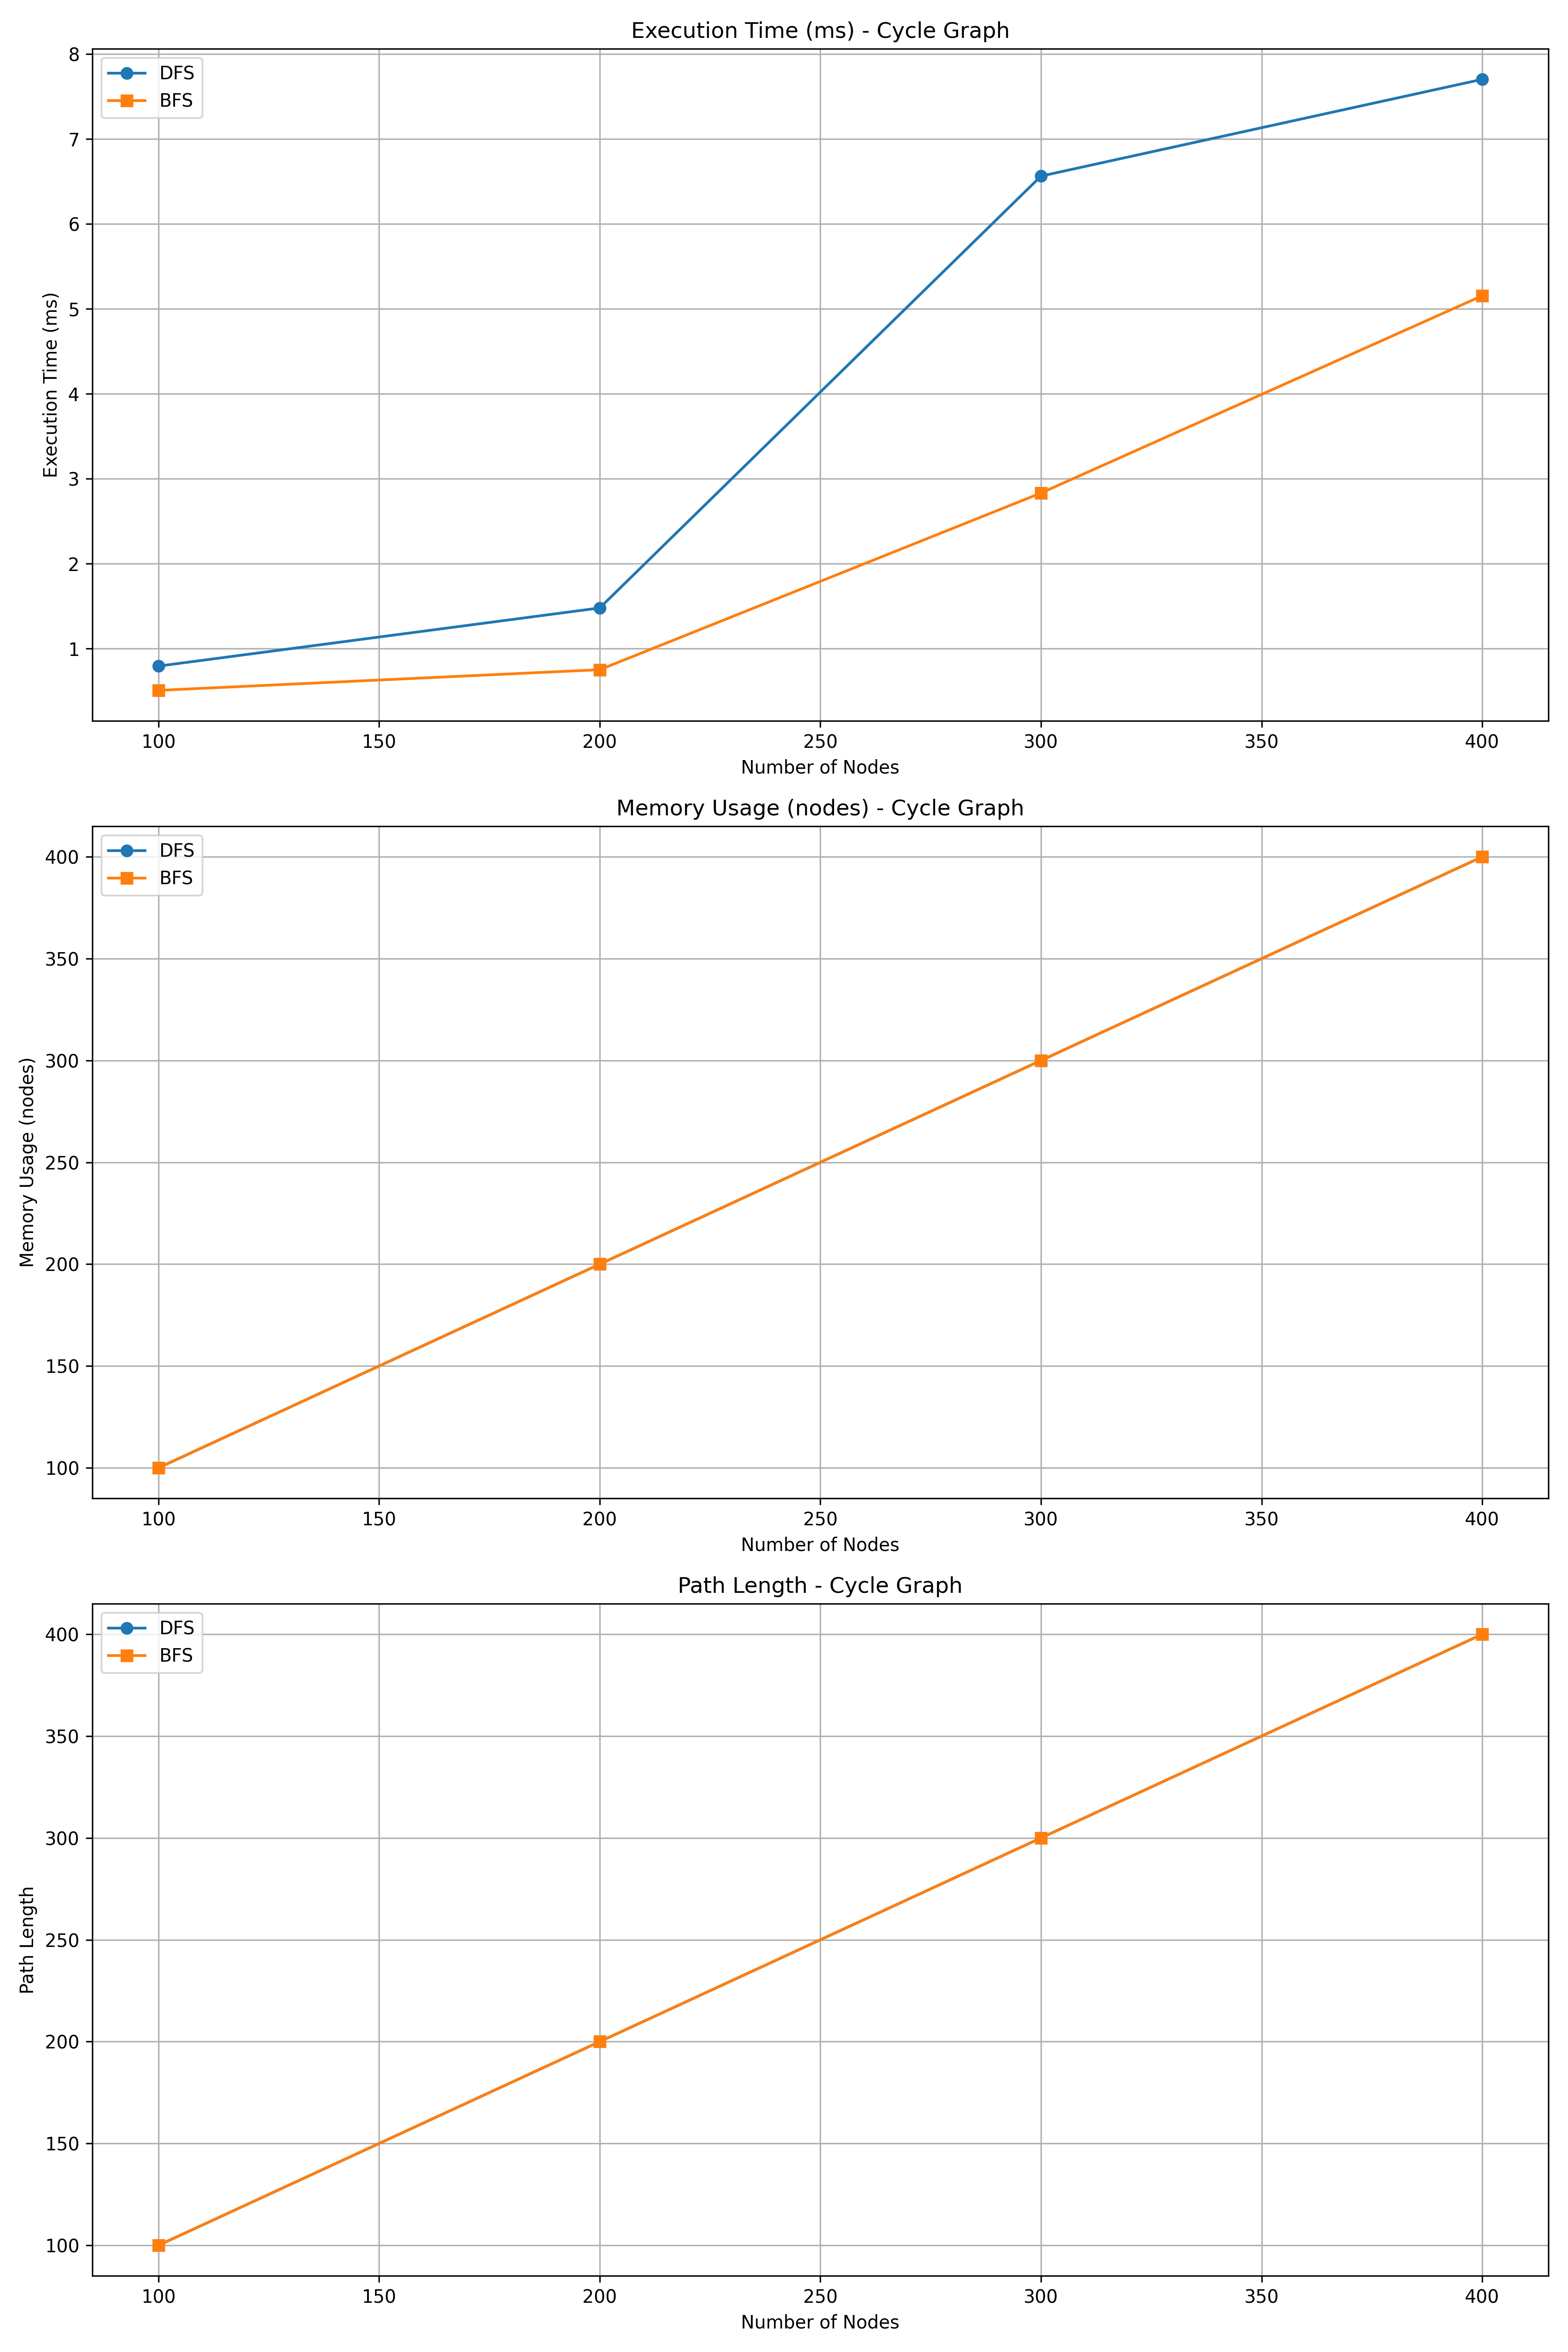 Execution Time (ms) - Cycle Graph
DFS
BFS
8
7
6
5
4
3
2
1
Execution Time (ms)
100 150 200 250 300 350 400
Number of Nodes
Memory Usage (nodes) - Cycle Graph
DFS
BFS
400
350
300
250
200
150
100
Memory Usage (nodes)
100 150 200 250 300 350 400
Number of Nodes
Path Length - Cycle Graph
DFS
BFS
400
350
300
250
200
150
100
Path Length
100 150 200 250 300 350 400
Number of Nodes